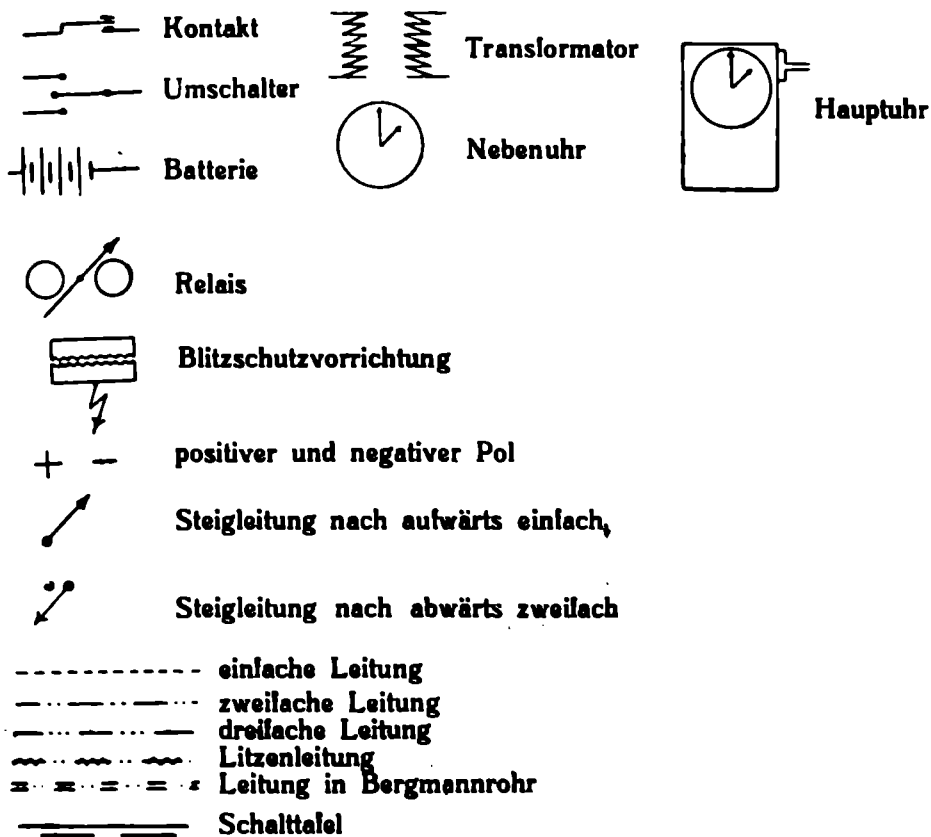 Kontakt
Umschalter
Batterie
Transformator
Nebenuhr
Hauptuhr
Relais
Blitzschutzvorrichtung
+ − positiver und negativer Pol
Steigleitung nach aufwärts einfach,
Steigleitung nach abwärts zweifach
einfache Leitung
zweifache Leitung
dreifache Leitung
Litzenleitung
Leitung in Bergmannrohr
Schalttafel